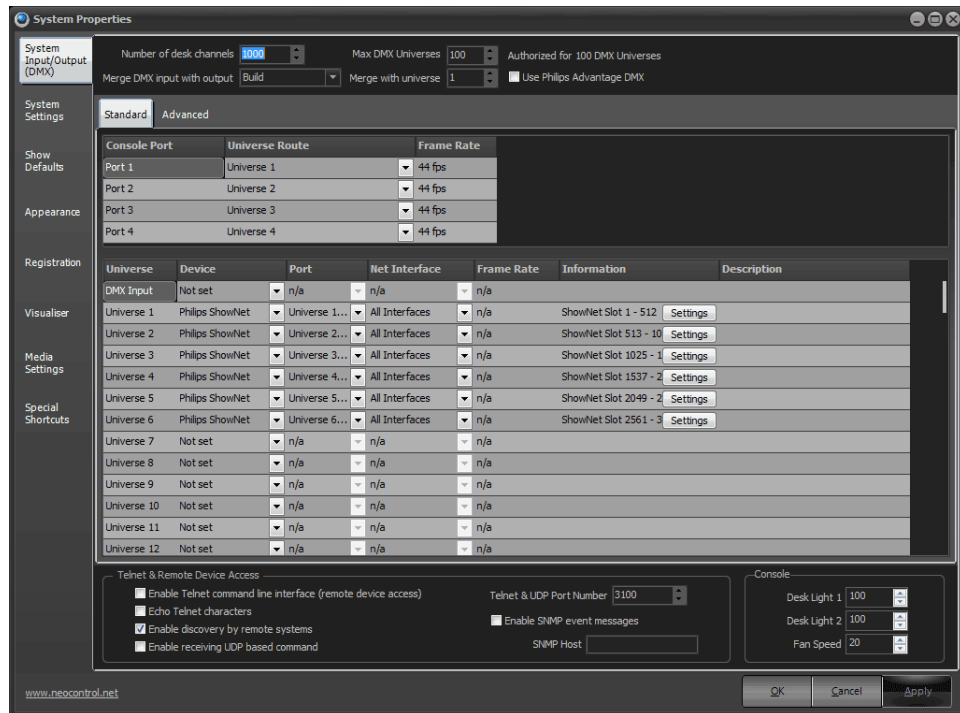 System Properties
System Input/Output (DMX)
System Settings
Show Defaults
Appearance
Registration
Visualiser
Media Settings
Special Shortcuts
Number of desk channels 1000 Max DMX Universes 100 Authorized for 100 DMX Universes
Merge DMX input with output Build Merge with universe 1 Use Philips Advantage DMX
Standard Advanced
Console Port Universe Route Frame Rate
Port 1 Universe 1 44 fps
Port 2 Universe 2 44 fps
Port 3 Universe 3 44 fps
Port 4 Universe 4 44 fps
Universe Device Port Net Interface Frame Rate Information Description
DMX Input Not set n/a n/a n/a
Universe 1 Philips ShowNet Universe 1... All Interfaces n/a ShowNet Slot 1 - 512 Settings
Universe 2 Philips ShowNet Universe 2... All Interfaces n/a ShowNet Slot 513 - 10 Settings
Universe 3 Philips ShowNet Universe 3... All Interfaces n/a ShowNet Slot 1025 - 1 Settings
Universe 4 Philips ShowNet Universe 4... All Interfaces n/a ShowNet Slot 1537 - 2 Settings
Universe 5 Philips ShowNet Universe 5... All Interfaces n/a ShowNet Slot 2049 - 2 Settings
Universe 6 Philips ShowNet Universe 6... All Interfaces n/a ShowNet Slot 2561 - 3 Settings
Universe 7 Not set n/a n/a n/a
Universe 8 Not set n/a n/a n/a
Universe 9 Not set n/a n/a n/a
Universe 10 Not set n/a n/a n/a
Universe 11 Not set n/a n/a n/a
Universe 12 Not set n/a n/a n/a
Telnet & Remote Device Access
Enable Telnet command line interface (remote device access)
Echo Telnet characters
Enable discovery by remote systems
Enable receiving UDP based command
Telnet & UDP Port Number 3100
Enable SNMP event messages
SNMP Host
Console
Desk Light 1 100
Desk Light 2 100
Fan Speed 20
www.neocontrol.net
OK Cancel Apply